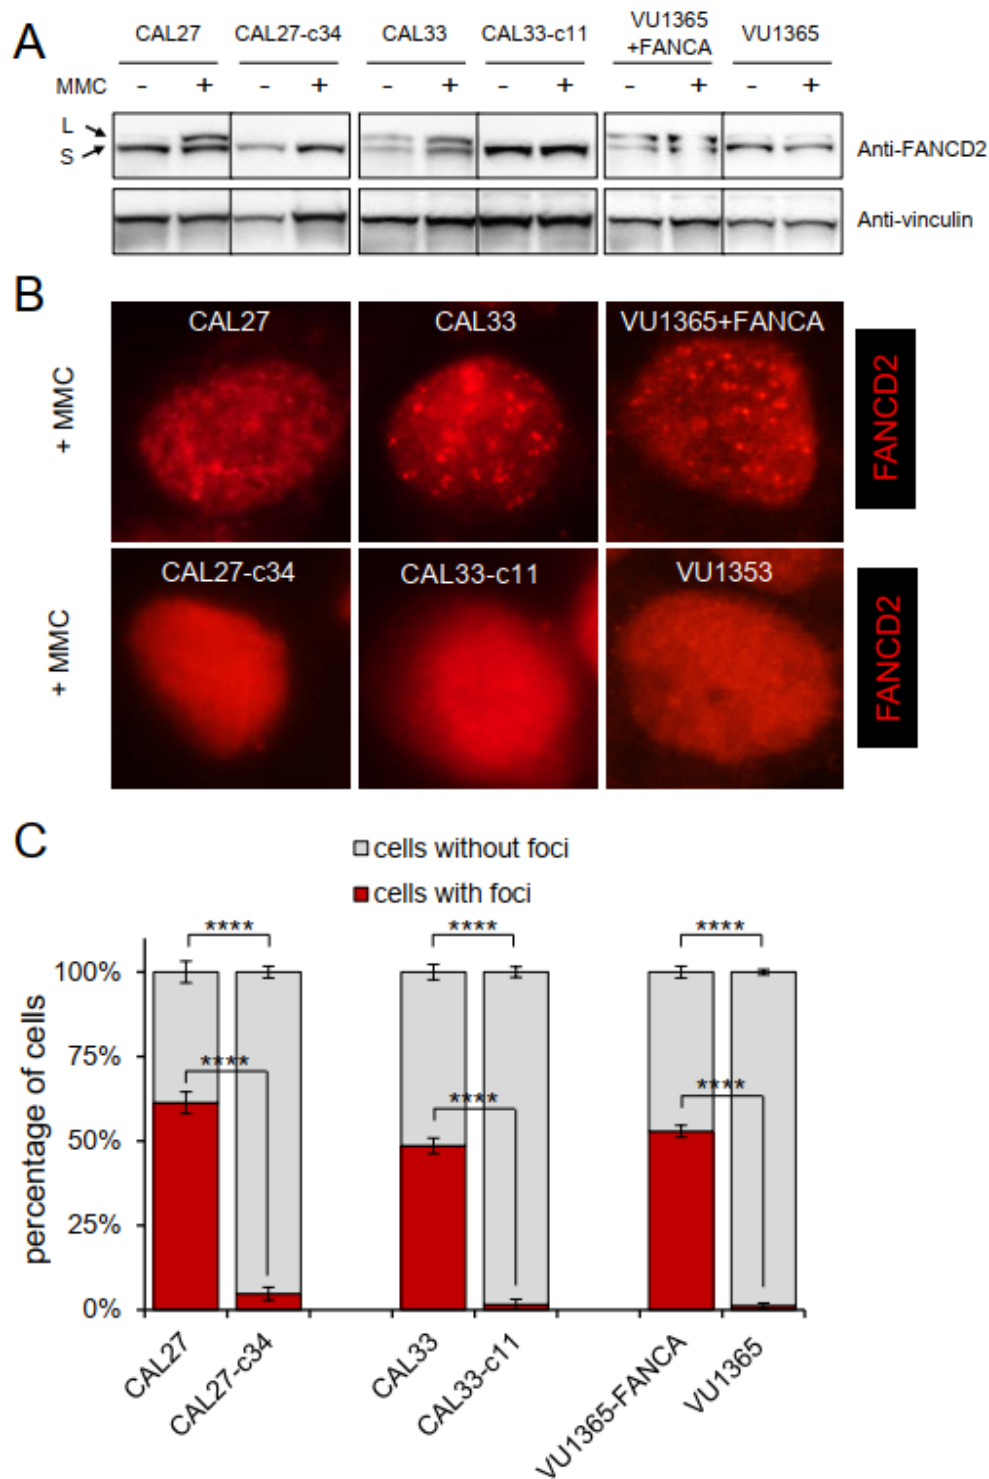 A
CAL27 CAL27-c34 CAL33 CAL33-c11 VU1365 +FANCA VU1365
MMC - + - + - + - + - + - +
L
S
Anti-FANCD2
Anti-vinculin
B
CAL27 CAL33 VU1365+FANCA
+ MMC
FANCD2
CAL27-c34 CAL33-c11 VU1353
+ MMC
FANCD2
C
cells without foci
cells with foci
**** **** ****
100%
75%
**** **** ****
50%
25%
0%
percentage of cells
CAL27 CAL27-c34 CAL33 CAL33-c11 VU1365-FANCA VU1365